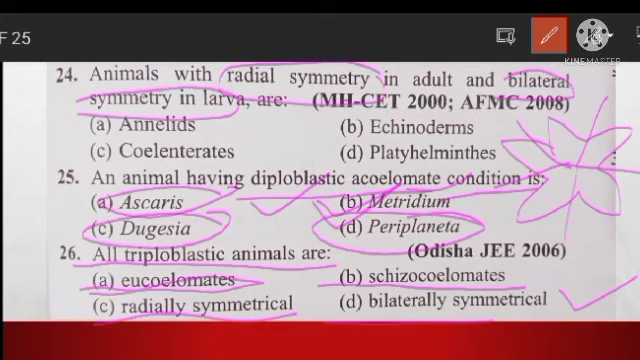 F 25
KINEMASTER
24. Animals with radial symmetry in adult and bilateral
symmetry in larva, are: (MH-CET 2000; AFMC 2008)
(a) Annelids (b) Echinoderms
(c) Coelenterates (d) Platyhelminthes
25. An animal having diploblastic acoelomate condition is:
(a) Ascaris (b) Metridium
(c) Dugesia (d) Periplaneta
26. All triploblastic animals are: (Odisha JEE 2006)
(a) eucoelomates (b) schizocoelomates
(c) radially symmetrical (d) bilaterally symmetrical